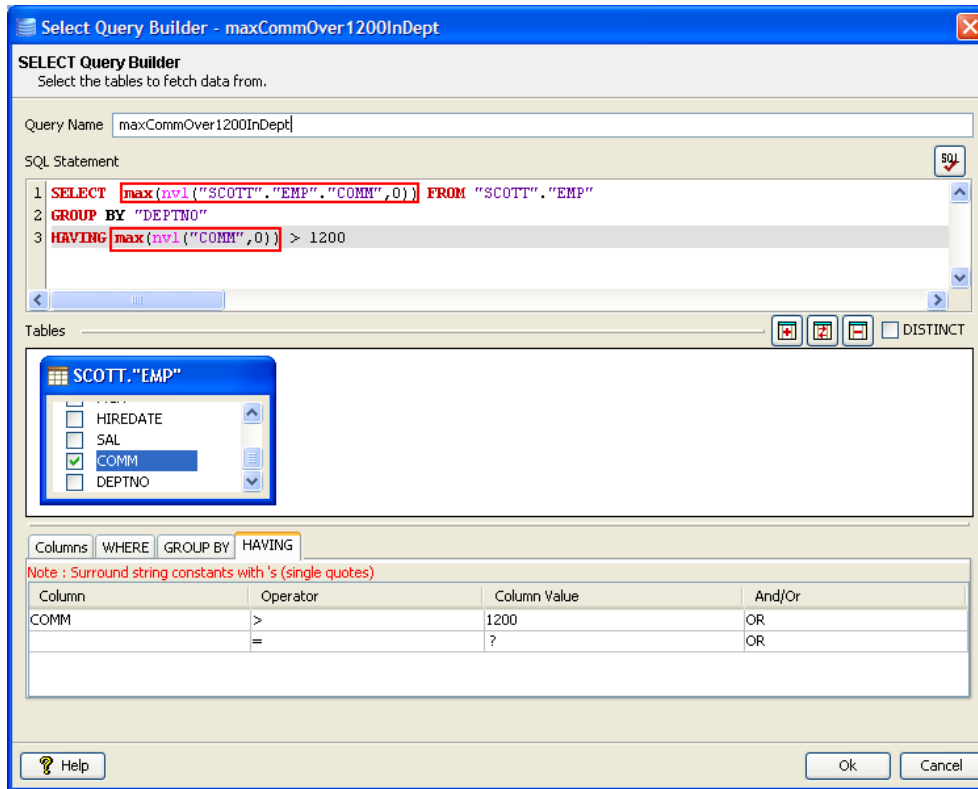 Select Query Builder - maxCommOver1200InDept
SELECT Query Builder
Select the tables to fetch data from.
Query Name maxCommOver1200InDept
SQL Statement
SQL
1 SELECT max(nvl("SCOTT"."EMP"."COMM",0)) FROM "SCOTT"."EMP"
2 GROUP BY "DEPTNO"
3 HAVING max(nvl("COMM",0)) > 1200
Tables
DISTINCT
SCOTT."EMP"
HIREDATE
SAL
COMM
DEPTNO
Columns WHERE GROUP BY HAVING
Note : Surround string constants with 's (single quotes)
Column Operator Column Value And/Or
COMM > 1200 OR
= ? OR
Help Ok Cancel